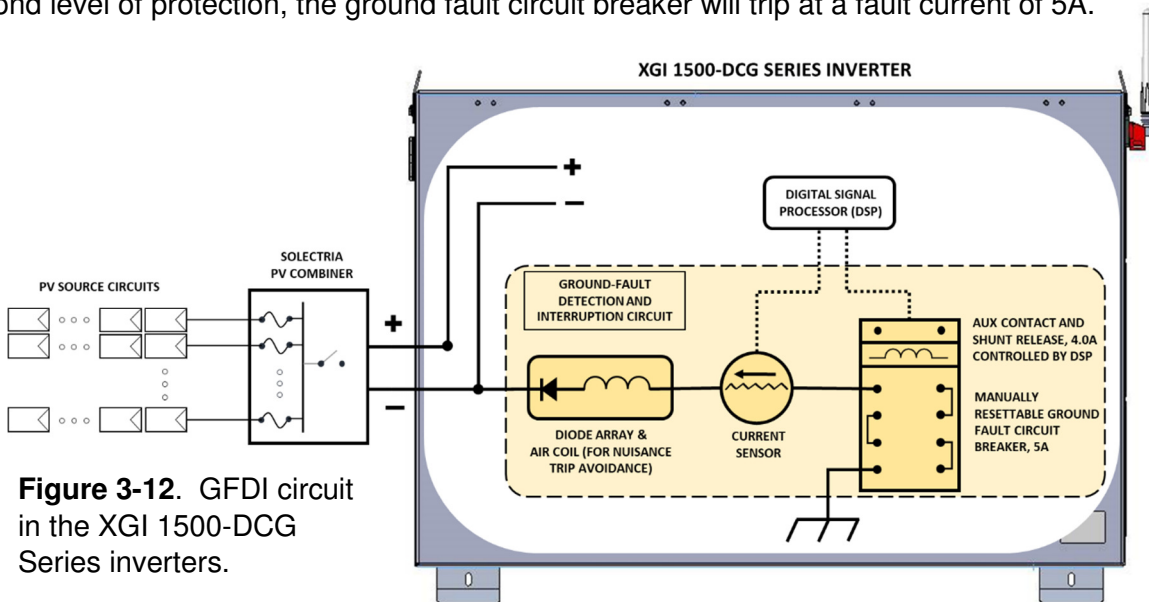 ond level of protection, the ground fault circuit breaker will trip at a fault current of 5A.
XGI 1500-DCG SERIES INVERTER
+
−
DIGITAL SIGNAL
PROCESSOR (DSP)
SOLECTRIA
PV COMBINER
PV SOURCE CIRCUITS
GROUND-FAULT
DETECTION AND
INTERRUPTION CIRCUIT
+
−
AUX CONTACT AND
SHUNT RELEASE, 4.0A
CONTROLLED BY DSP
MANUALLY
RESETTABLE GROUND
FAULT CIRCUIT
BREAKER, 5A
DIODE ARRAY &
AIR COIL (FOR NUISANCE
TRIP AVOIDANCE)
CURRENT
SENSOR
Figure 3-12. GFDI circuit
in the XGI 1500-DCG
Series inverters.